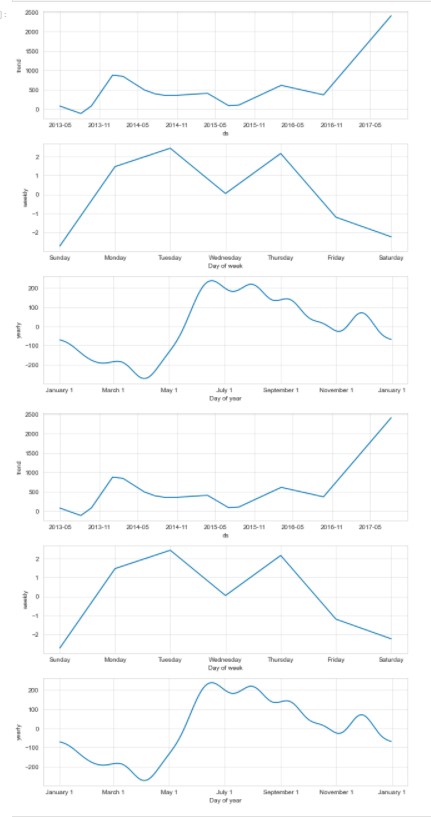 2500
2000
1500
1000
500
0
trend
2013-05 2013-11 2014-05 2014-11 2015-05 2015-11 2016-05 2016-11 2017-05
ds
2
1
0
−1
−2
weekly
Sunday Monday Tuesday Wednesday Thursday Friday Saturday
Day of week
200
100
0
−100
−200
yearly
January 1 March 1 May 1 July 1 September 1 November 1 January 1
Day of year
2500
2000
1500
1000
500
0
trend
2013-05 2013-11 2014-05 2014-11 2015-05 2015-11 2016-05 2016-11 2017-05
ds
2
1
0
−1
−2
weekly
Sunday Monday Tuesday Wednesday Thursday Friday Saturday
Day of week
200
100
0
−100
−200
yearly
January 1 March 1 May 1 July 1 September 1 November 1 January 1
Day of year